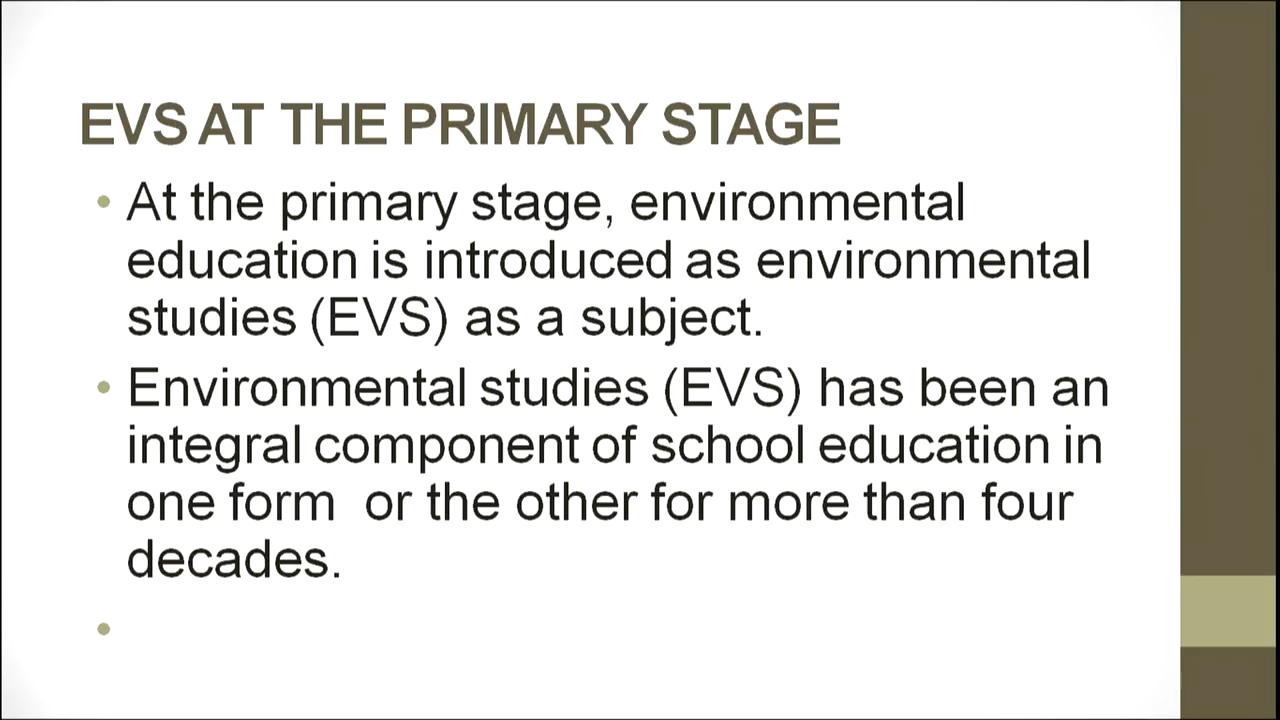 EVS AT THE PRIMARY STAGE
• At the primary stage, environmental
education is introduced as environmental
studies (EVS) as a subject.
• Environmental studies (EVS) has been an
integral component of school education in
one form  or the other for more than four
decades.
•